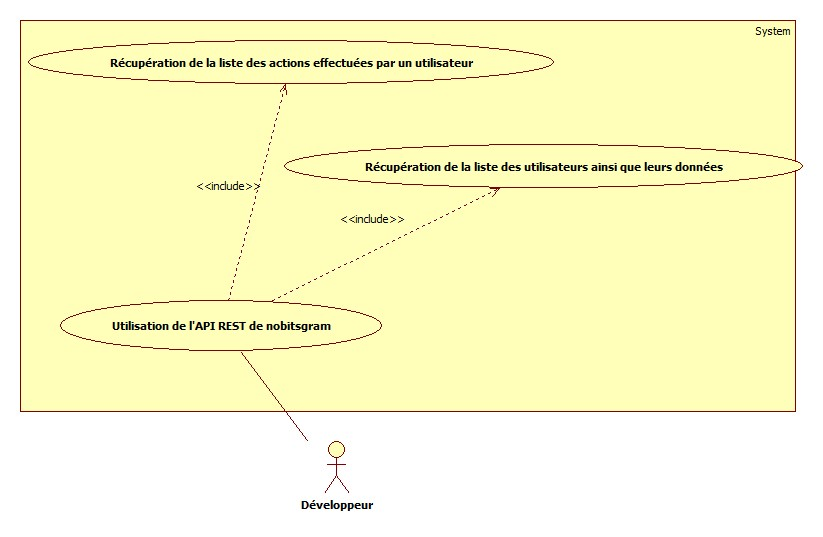 System
Récupération de la liste des actions effectuées par un utilisateur
Récupération de la liste des utilisateurs ainsi que leurs données
<<include>>
<<include>>
Utilisation de l'API REST de nobitsgram
Développeur